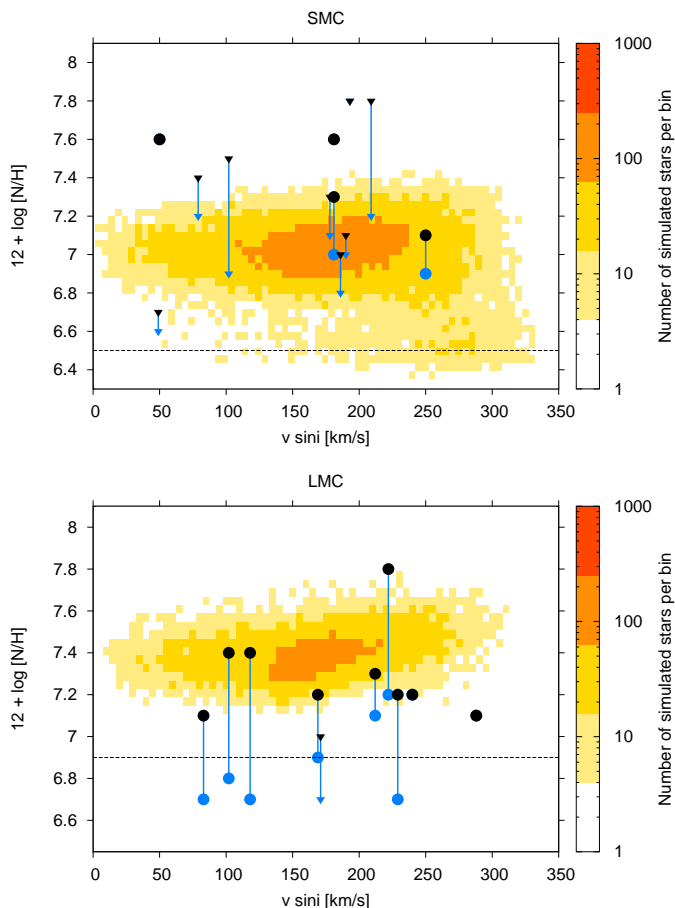 SMC
12 + log [N/H]
8
7.8
7.6
7.4
7.2
7
6.8
6.6
6.4
0 50 100 150 200 250 300 350
v sini [km/s]
1000
100
10
1
Number of simulated stars per bin
LMC
12 + log [N/H]
8
7.8
7.6
7.4
7.2
7
6.8
6.6
0 50 100 150 200 250 300 350
v sini [km/s]
1000
100
10
1
Number of simulated stars per bin